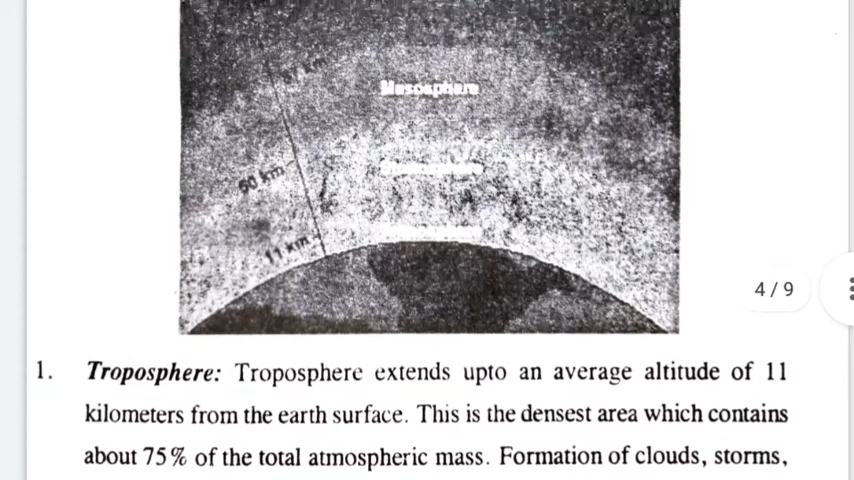 Mesosphere
50 km
11 km
4 / 9
1. Troposphere: Troposphere extends upto an average altitude of 11
kilometers from the earth surface. This is the densest area which contains
about 75% of the total atmospheric mass. Formation of clouds, storms,